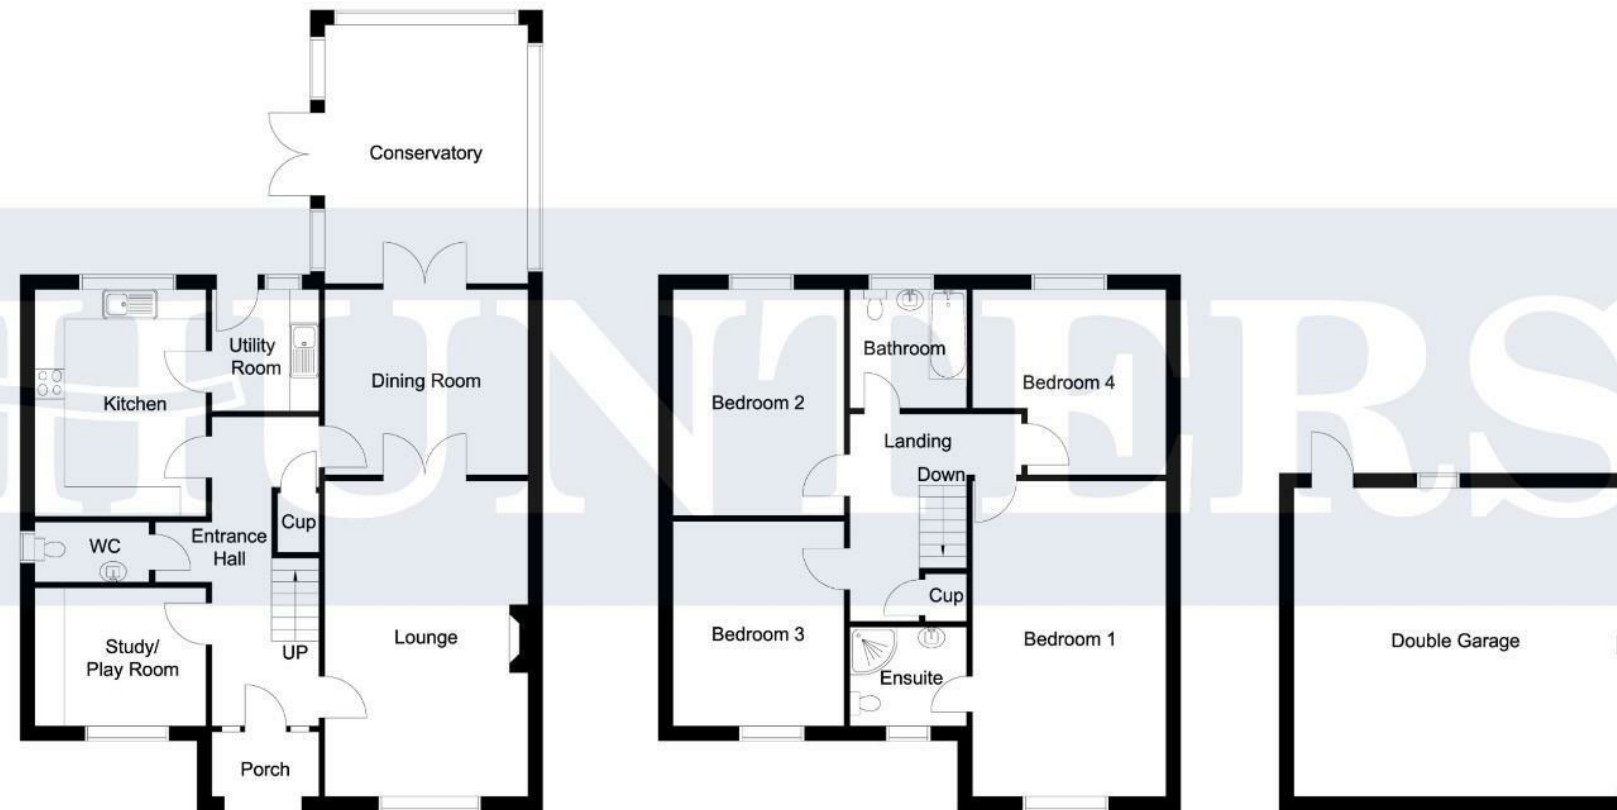 Conservatory
Utility
Room
Kitchen
Dining Room
WC
Entrance
Hall
Cup
Study/
Play Room
UP
Lounge
Porch
Bedroom 2
Bathroom
Bedroom 4
Landing
Down
Bedroom 3
Cup
Ensuite
Bedroom 1
Double Garage
HUNTERS